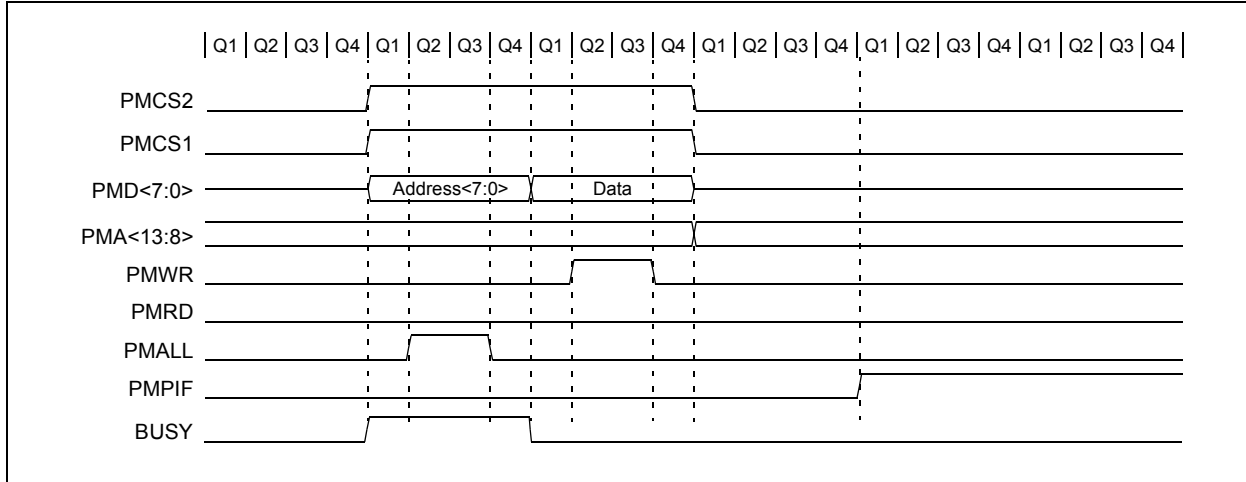 Q1 Q2 Q3 Q4 Q1 Q2 Q3 Q4 Q1 Q2 Q3 Q4 Q1 Q2 Q3 Q4 Q1 Q2 Q3 Q4 Q1 Q2 Q3 Q4
PMCS2
PMCS1
PMD<7:0> Address<7:0> Data
PMA<13:8>
PMWR
PMRD
PMALL
PMPIF
BUSY